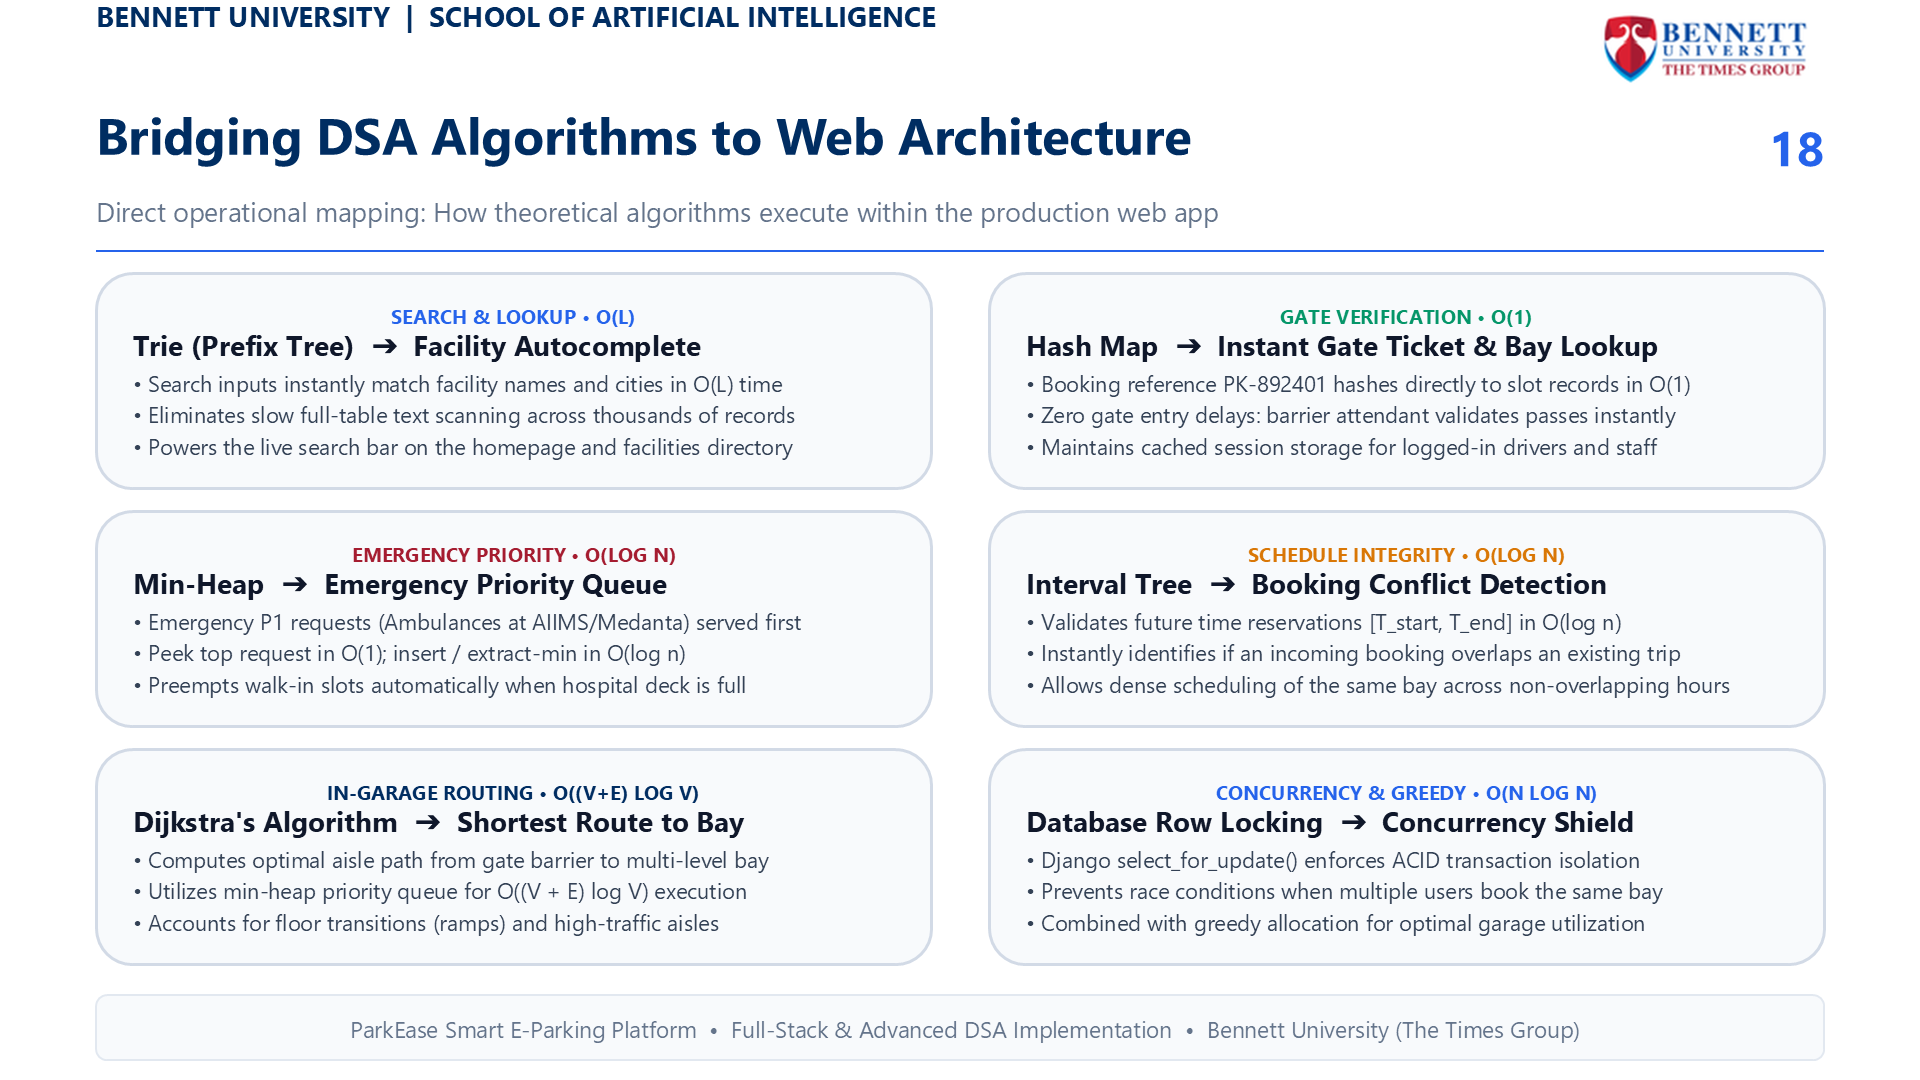 BENNETT UNIVERSITY | SCHOOL OF ARTIFICIAL INTELLIGENCE
BENNETT
UNIVERSITY
THE TIMES GROUP
Bridging DSA Algorithms to Web Architecture
18
Direct operational mapping: How theoretical algorithms execute within the production web app
SEARCH & LOOKUP • O(L)
Trie (Prefix Tree) ➔ Facility Autocomplete
• Search inputs instantly match facility names and cities in O(L) time
• Eliminates slow full-table text scanning across thousands of records
• Powers the live search bar on the homepage and facilities directory
GATE VERIFICATION • O(1)
Hash Map ➔ Instant Gate Ticket & Bay Lookup
• Booking reference PK-892401 hashes directly to slot records in O(1)
• Zero gate entry delays: barrier attendant validates passes instantly
• Maintains cached session storage for logged-in drivers and staff
EMERGENCY PRIORITY • O(LOG N)
Min-Heap ➔ Emergency Priority Queue
• Emergency P1 requests (Ambulances at AIIMS/Medanta) served first
• Peek top request in O(1); insert / extract-min in O(log n)
• Preempts walk-in slots automatically when hospital deck is full
SCHEDULE INTEGRITY • O(LOG N)
Interval Tree ➔ Booking Conflict Detection
• Validates future time reservations [T_start, T_end] in O(log n)
• Instantly identifies if an incoming booking overlaps an existing trip
• Allows dense scheduling of the same bay across non-overlapping hours
IN-GARAGE ROUTING • O((V+E) LOG V)
Dijkstra's Algorithm ➔ Shortest Route to Bay
• Computes optimal aisle path from gate barrier to multi-level bay
• Utilizes min-heap priority queue for O((V + E) log V) execution
• Accounts for floor transitions (ramps) and high-traffic aisles
CONCURRENCY & GREEDY • O(N LOG N)
Database Row Locking ➔ Concurrency Shield
• Django select_for_update() enforces ACID transaction isolation
• Prevents race conditions when multiple users book the same bay
• Combined with greedy allocation for optimal garage utilization
ParkEase Smart E-Parking Platform • Full-Stack & Advanced DSA Implementation • Bennett University (The Times Group)